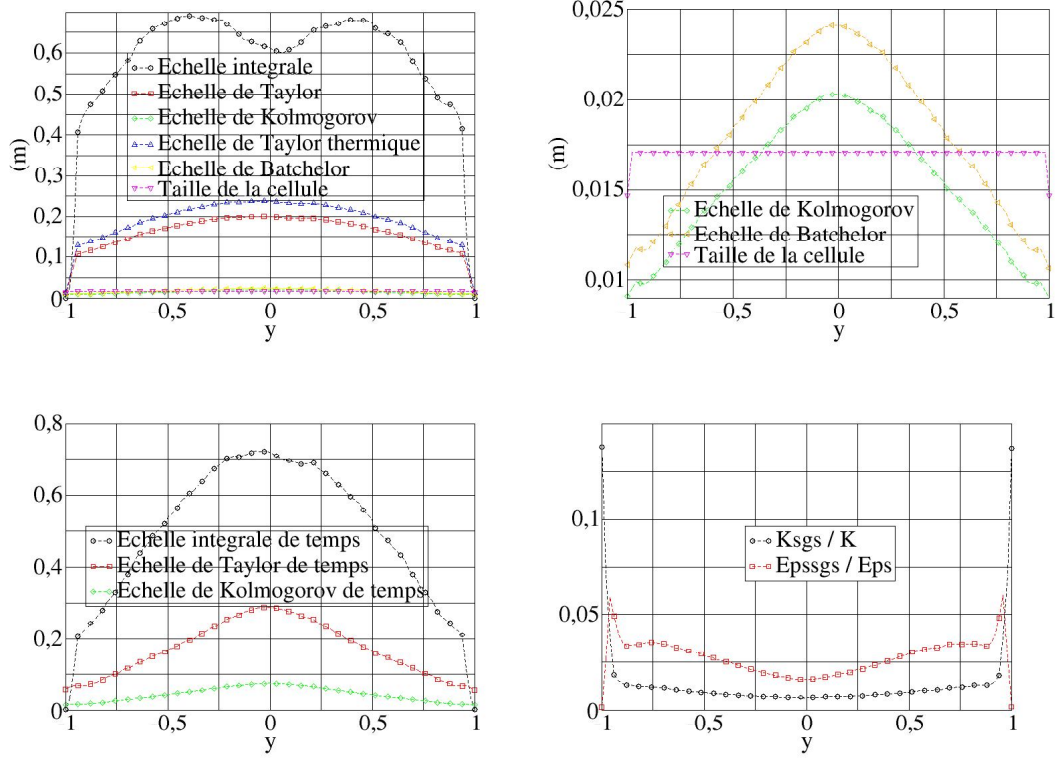 0,6
0,5
0,4
0,3
0,2
0,1
0
(m)
Echelle integrale
Echelle de Taylor
Echelle de Kolmogorov
Echelle de Taylor thermique
Echelle de Batchelor
Taille de la cellule
1 0,5 0 0,5 1
y
0,025
0,02
0,015
0,01
(m)
Echelle de Kolmogorov
Echelle de Batchelor
Taille de la cellule
1 0,5 0 0,5 1
y
0,8
0,6
0,4
0,2
0
Echelle integrale de temps
Echelle de Taylor de temps
Echelle de Kolmogorov de temps
1 0,5 0 0,5 1
y
0,1
0,05
0
Ksgs / K
Epssgs / Eps
1 0,5 0 0,5 1
y